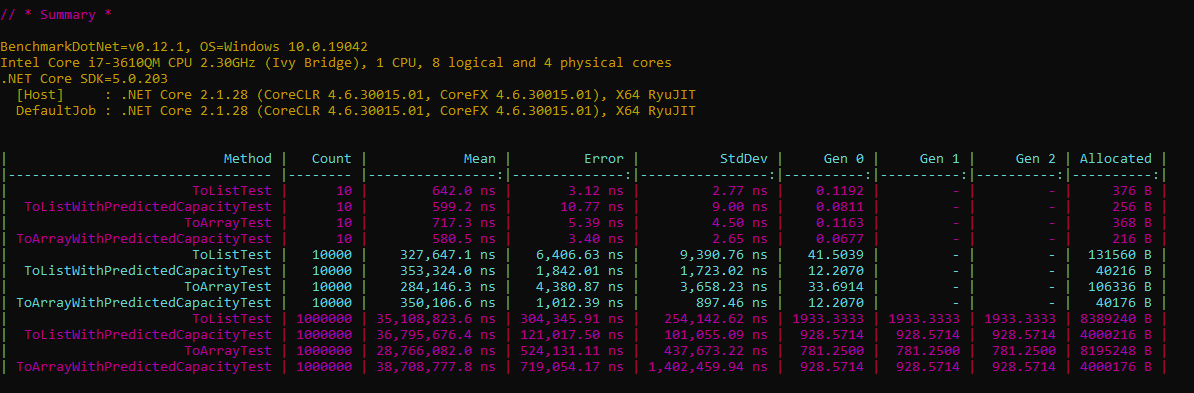 // * Summary *
BenchmarkDotNet=v0.12.1, OS=Windows 10.0.19042
Intel Core i7-3610QM CPU 2.30GHz (Ivy Bridge), 1 CPU, 8 logical and 4 physical cores
.NET Core SDK=5.0.203
  [Host]     : .NET Core 2.1.28 (CoreCLR 4.6.30015.01, CoreFX 4.6.30015.01), X64 RyuJIT
  DefaultJob : .NET Core 2.1.28 (CoreCLR 4.6.30015.01, CoreFX 4.6.30015.01), X64 RyuJIT
|                           Method |   Count |            Mean |         Error |          StdDev |     Gen 0 |     Gen 1 |     Gen 2 | Allocated |
|--------------------------------- |-------- |----------------:|--------------:|----------------:|----------:|----------:|----------:|----------:|
|                       ToListTest |      10 |        642.0 ns |       3.12 ns |         2.77 ns |    0.1192 |         - |         - |     376 B |
|  ToListWithPredictedCapacityTest |      10 |        599.2 ns |      10.77 ns |         9.00 ns |    0.0811 |         - |         - |     256 B |
|                      ToArrayTest |      10 |        717.3 ns |       5.39 ns |         4.50 ns |    0.1163 |         - |         - |     368 B |
| ToArrayWithPredictedCapacityTest |      10 |        580.5 ns |       3.40 ns |         2.65 ns |    0.0677 |         - |         - |     216 B |
|                       ToListTest |   10000 |    327,647.1 ns |   6,406.63 ns |     9,390.76 ns |   41.5039 |         - |         - |  131560 B |
|  ToListWithPredictedCapacityTest |   10000 |    353,324.0 ns |   1,842.01 ns |     1,723.02 ns |   12.2070 |         - |         - |   40216 B |
|                      ToArrayTest |   10000 |    284,146.3 ns |   4,380.87 ns |     3,658.23 ns |   33.6914 |         - |         - |  106336 B |
| ToArrayWithPredictedCapacityTest |   10000 |    350,106.6 ns |   1,012.39 ns |       897.46 ns |   12.2070 |         - |         - |   40176 B |
|                       ToListTest | 1000000 | 35,108,823.6 ns | 304,345.91 ns |   254,142.62 ns | 1933.3333 | 1933.3333 | 1933.3333 | 8389240 B |
|  ToListWithPredictedCapacityTest | 1000000 | 36,795,676.4 ns | 121,017.50 ns |   101,055.09 ns |  928.5714 |  928.5714 |  928.5714 | 4000216 B |
|                      ToArrayTest | 1000000 | 28,766,082.0 ns | 524,131.11 ns |   437,673.22 ns |  781.2500 |  781.2500 |  781.2500 | 8195248 B |
| ToArrayWithPredictedCapacityTest | 1000000 | 38,708,777.8 ns | 719,054.17 ns | 1,402,459.94 ns |  928.5714 |  928.5714 |  928.5714 | 4000176 B |